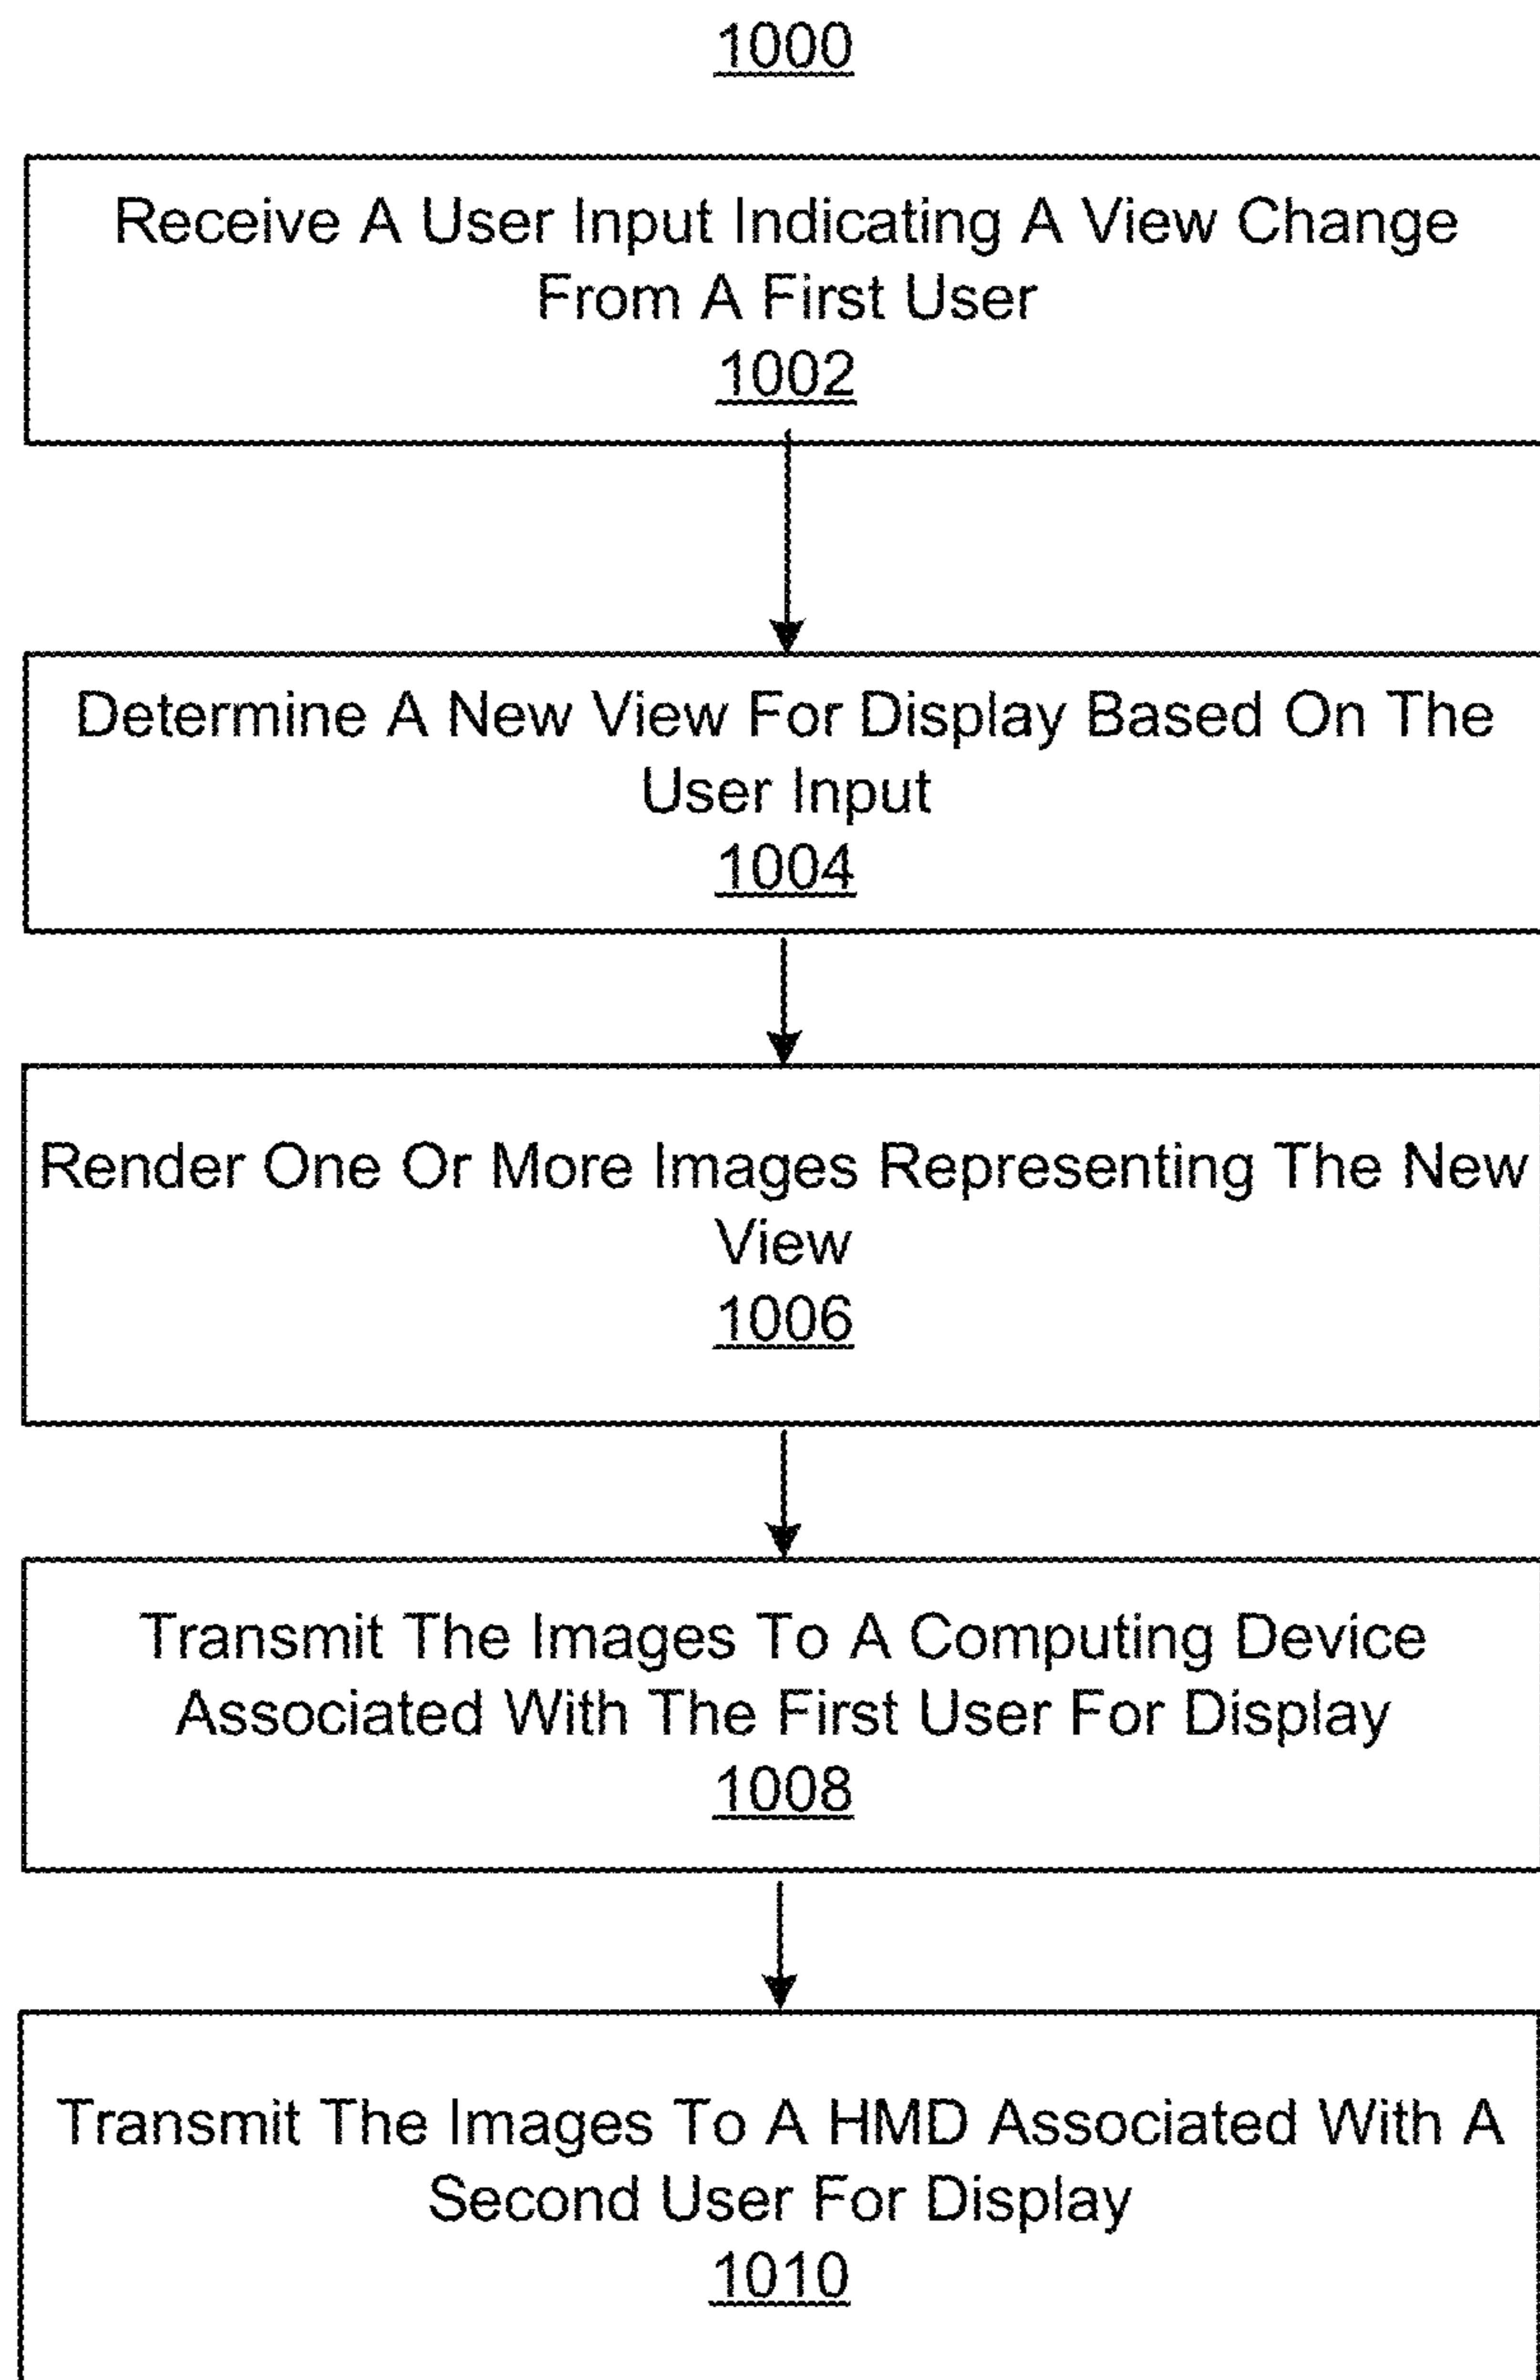 1000
Receive A User Input Indicating A View Change
From A First User
1002
Determine A New View For Display Based On The
User Input
1004
Render One Or More Images Representing The New
View
1006
Transmit The Images To A Computing Device
Associated With The First User For Display
1008
Transmit The Images To A HMD Associated With A
Second User For Display
1010